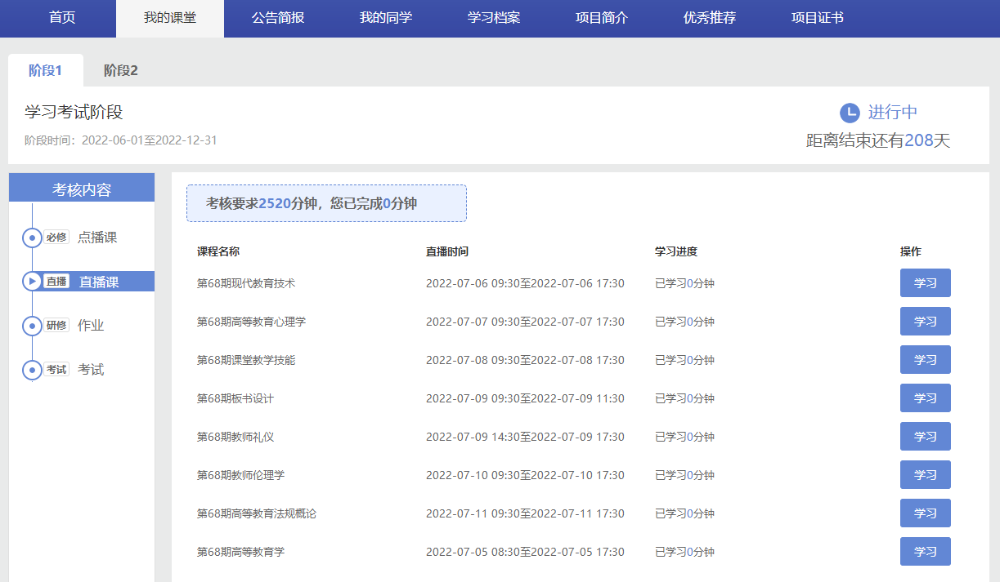 首页 我的课堂 公告简报 我的同学 学习档案 项目简介 优秀推荐 项目证书
阶段1 阶段2
学习考试阶段
阶段时间：2022-06-01至2022-12-31
进行中
距离结束还有208天
考核内容
必修 点播课
直播 直播课
研修 作业
考试 考试
考核要求2520分钟，您已完成0分钟
课程名称 直播时间 学习进度 操作
第68期现代教育技术 2022-07-06 09:30至2022-07-06 17:30 已学习0分钟 学习
第68期高等教育心理学 2022-07-07 09:30至2022-07-07 17:30 已学习0分钟 学习
第68期课堂教学技能 2022-07-08 09:30至2022-07-08 17:30 已学习0分钟 学习
第68期板书设计 2022-07-09 09:30至2022-07-09 11:30 已学习0分钟 学习
第68期教师礼仪 2022-07-09 14:30至2022-07-09 17:30 已学习0分钟 学习
第68期教师伦理学 2022-07-10 09:30至2022-07-10 17:30 已学习0分钟 学习
第68期高等教育法规概论 2022-07-11 09:30至2022-07-11 17:30 已学习0分钟 学习
第68期高等教育学 2022-07-05 08:30至2022-07-05 17:30 已学习0分钟 学习